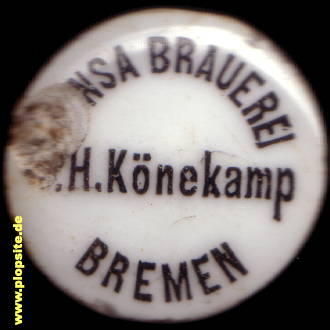 NSA BRAUEREI
.H.Könekamp
BREMEN
www.plopsite.de